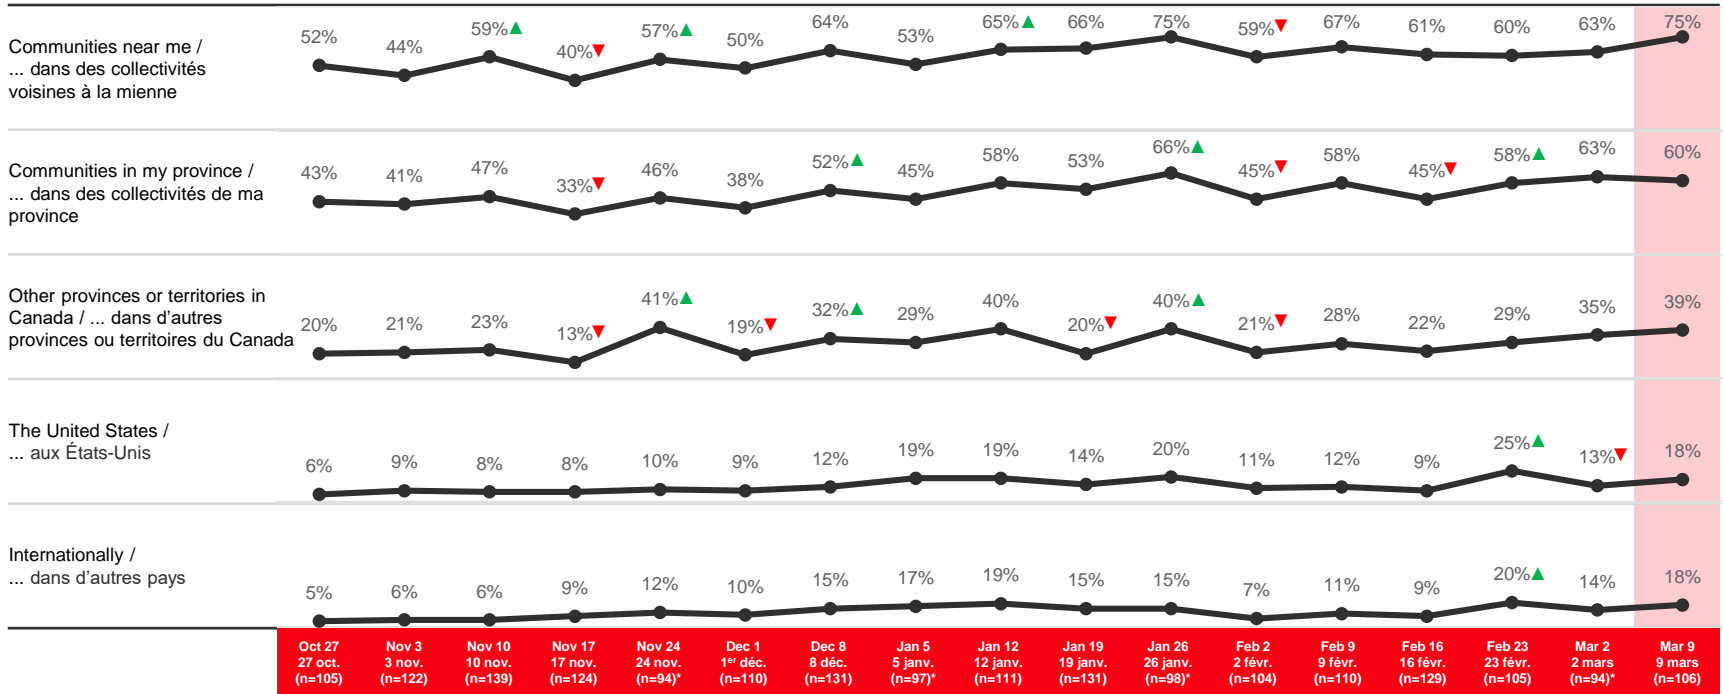 52% 44% 59%▲ 40%▼ 57%▲ 50% 64% 53% 65%▲ 66% 75% 59%▼ 67% 61% 60% 63% 75%
Communities near me /
... dans des collectivités
voisines à la mienne
43% 41% 47% 33%▼ 46% 38% 52%▲ 45% 58% 53% 66%▲ 45%▼ 58% 45%▼ 58%▲ 63% 60%
Communities in my province /
... dans des collectivités de ma
province
20% 21% 23% 13%▼ 41%▲ 19%▼ 32%▲ 29% 40% 20%▼ 40%▲ 21%▼ 28% 22% 29% 35% 39%
Other provinces or territories in
Canada / ... dans d'autres
provinces ou territoires du Canada
6% 9% 8% 8% 10% 9% 12% 19% 19% 14% 20% 11% 12% 9% 25%▲ 13%▼ 18%
The United States /
... aux États-Unis
5% 6% 6% 9% 12% 10% 15% 17% 19% 15% 15% 7% 11% 9% 20%▲ 14% 18%
Internationally /
... dans d'autres pays
Oct 27 Nov 3 Nov 10 Nov 17 Nov 24 Dec 1 Dec 8 Jan 5 Jan 12 Jan 19 Jan 26 Feb 2 Feb 9 Feb 16 Feb 23 Mar 2 Mar 9
27 oct. 3 nov. 10 nov. 17 nov. 24 nov. 1er déc. 8 déc. 5 janv. 12 janv. 19 janv. 26 janv. 2 févr. 9 févr. 16 févr. 23 févr. 2 mars 9 mars
(n=105) (n=122) (n=139) (n=124) (n=94)* (n=110) (n=131) (n=97)* (n=111) (n=131) (n=98)* (n=104) (n=110) (n=129) (n=105) (n=94)* (n=106)